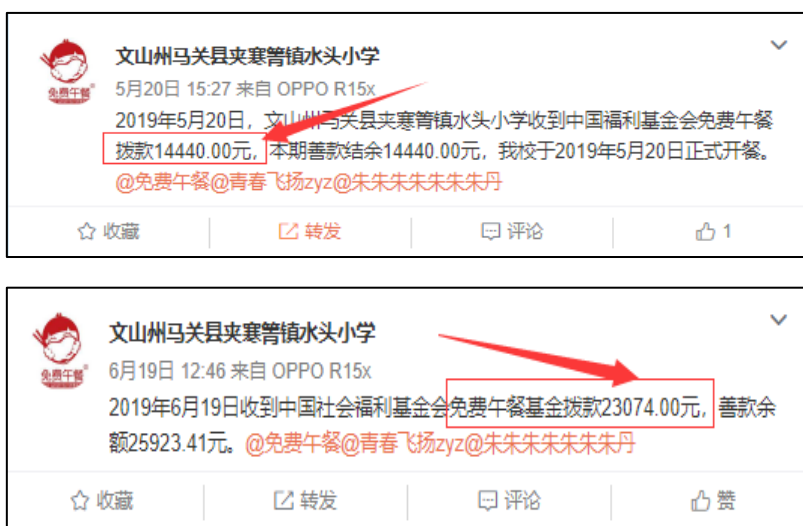 文山州马关县夹寒箐镇水头小学
5月20日 15:27 来自 OPPO R15x
2019年5月20日，文山州马关县夹寒箐镇水头小学收到中国福利基金会免费午餐
拨款14440.00元，本期善款结余14440.00元，我校于2019年5月20日正式开餐。
@免费午餐@青春飞扬zyz@朱朱朱朱朱朱朱丹
收藏 转发 评论 1
免费午餐
文山州马关县夹寒箐镇水头小学
6月19日 12:46 来自 OPPO R15x
2019年6月19日收到中国社会福利基金会免费午餐基金拨款23074.00元，善款余
额25923.41元。@免费午餐@青春飞扬zyz@朱朱朱朱朱朱朱丹
收藏 转发 评论 赞
免费午餐